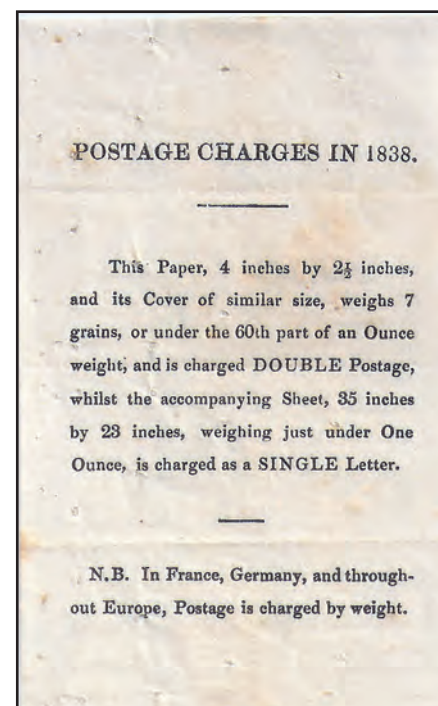 POSTAGE CHARGES IN 1838.
This Paper, 4 inches by 2½ inches,
and its Cover of similar size, weighs 7
grains, or under the 60th part of an Ounce
weight, and is charged DOUBLE Postage,
whilst the accompanying Sheet, 35 inches
by 23 inches, weighing just under One
Ounce, is charged as a SINGLE Letter.
N.B. In France, Germany, and through-
out Europe, Postage is charged by weight.